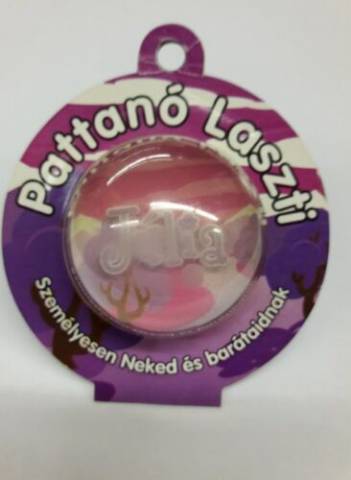 Pattanó Laszti
Júlia
Személyesen Neked és barátaidnak